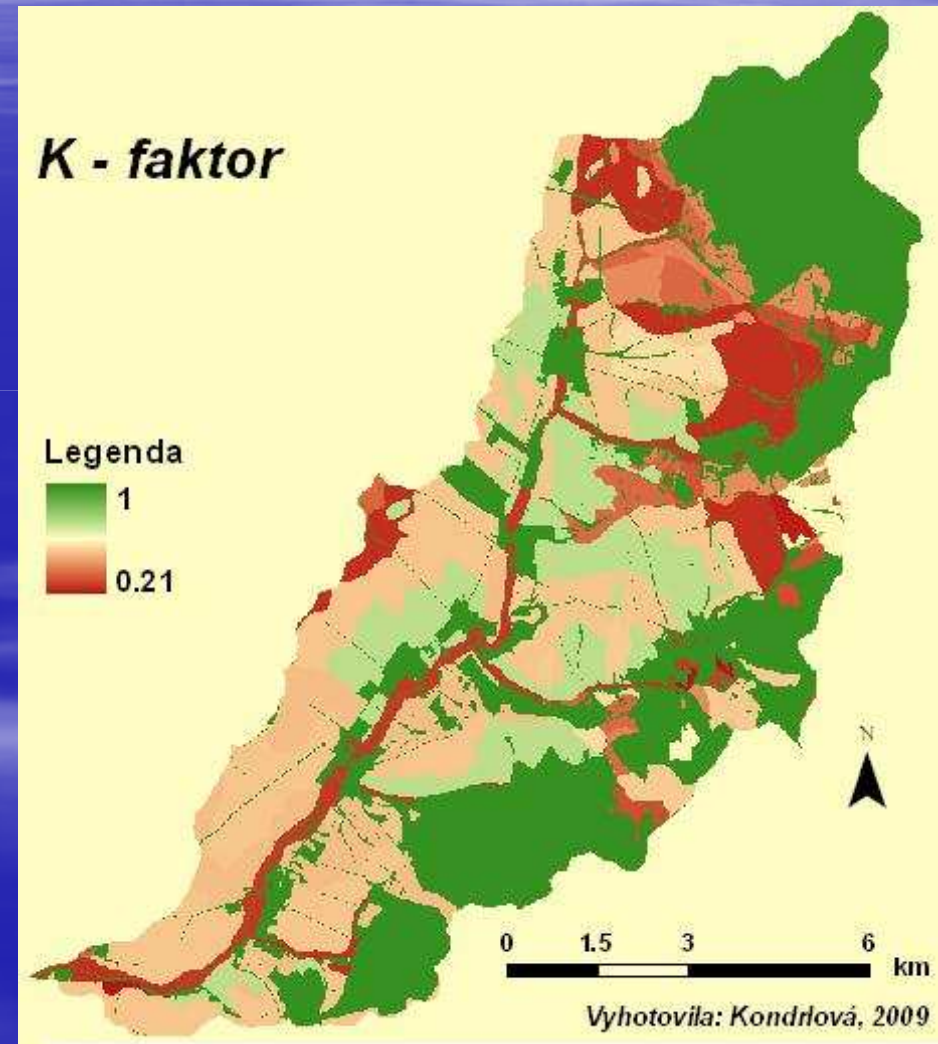 K - faktor
Legenda
1
0.21
N
0 1.5 3 6
km
Vyhotovila: Kondrlová, 2009